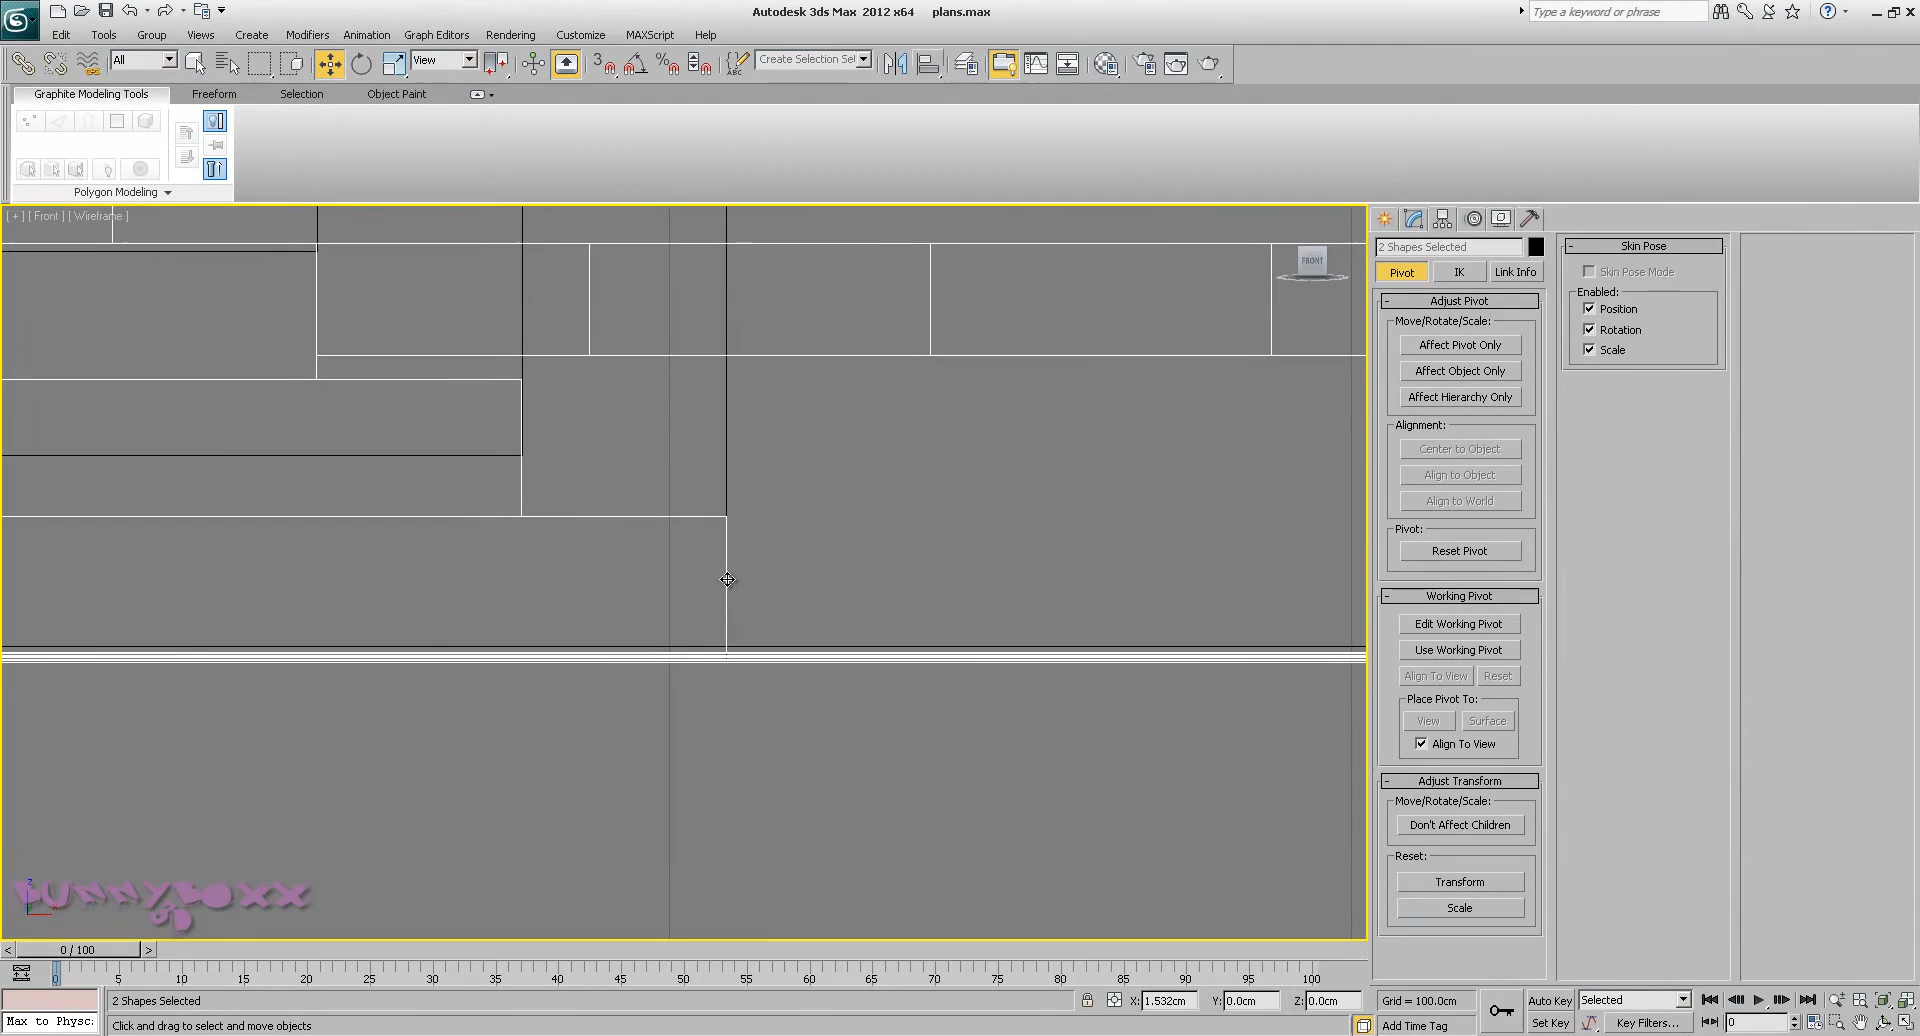 Autodesk 3ds Max 2012 x64 plans.max
Type a keyword or phrase
Edit Tools Group Views Create Modifiers Animation Graph Editors Rendering Customize MAXScript Help
All
View
3
ABC
Create Selection Sel
Graphite Modeling Tools Freeform Selection Object Paint
Polygon Modeling
[ + ] [ Front ] [ Wireframe ]
FRONT
2 Shapes Selected
Pivot IK Link Info
- Adjust Pivot
Move/Rotate/Scale:
Affect Pivot Only
Affect Object Only
Affect Hierarchy Only
Alignment:
Center to Object
Align to Object
Align to World
Pivot:
Reset Pivot
- Working Pivot
Edit Working Pivot
Use Working Pivot
Align To View Reset
Place Pivot To:
View Surface
Align To View
- Adjust Transform
Move/Rotate/Scale:
Don't Affect Children
Reset:
Transform
Scale
- Skin Pose
Skin Pose Mode
Enabled:
Position
Rotation
Scale
z
BUNNYBOXX
3D
< 0 / 100 >
0 5 10 15 20 25 30 35 40 45 50 55 60 65 70 75 80 85 90 95 100
2 Shapes Selected
X: 1.532cm Y: 0.0cm Z: 0.0cm Grid = 100.0cm
Auto Key Selected
Max to Physc:
Click and drag to select and move objects
Add Time Tag
Set Key Key Filters... 0